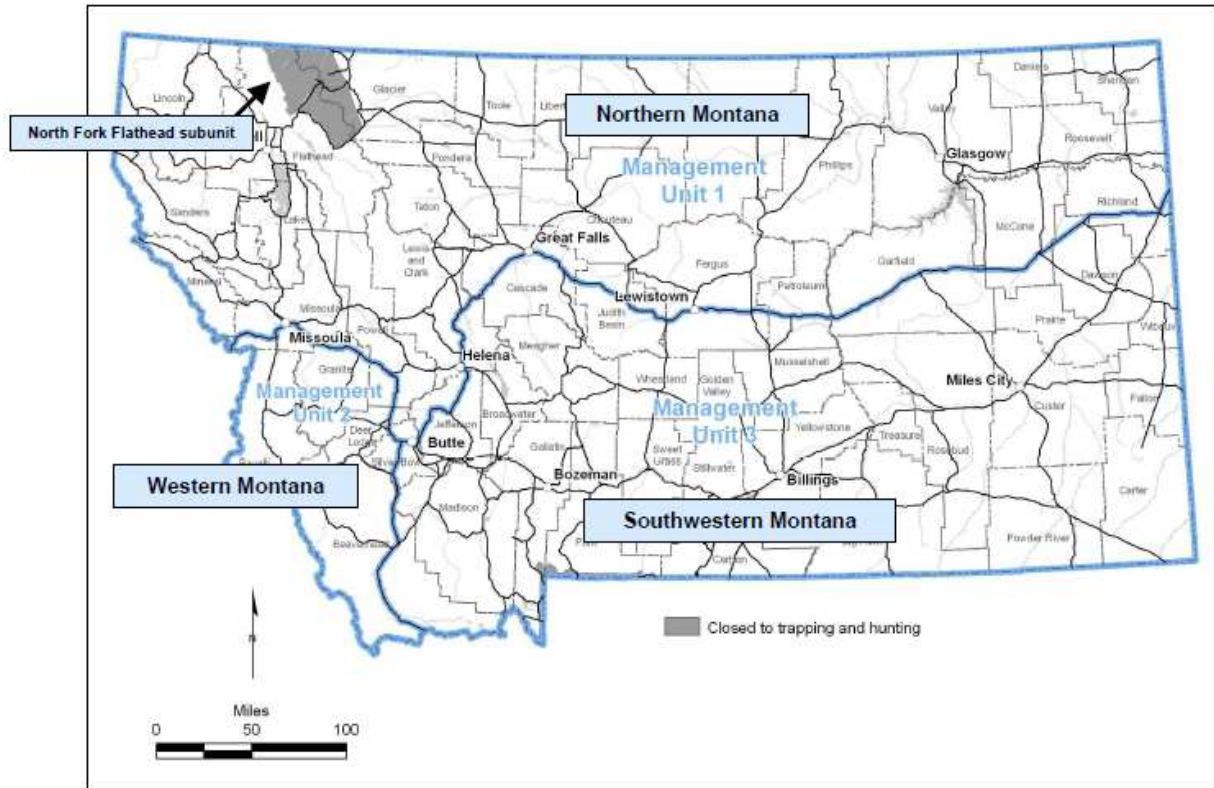 Daniels
Sheridan
Lincoln
Glacier
Toole
Northern Montana
Valley
Roosevelt
North Fork Flathead subunit
Flathead
Pondera
Management
Unit 1
Phillips
Glasgow
Richland
Sanders
Lake
Teton
Chouteau
McCone
Lewis
and
Clark
Great Falls
Fergus
Garfield
Dawson
Mineral
Cascade
Petroleum
Missoula
Lewistown
Judith
Basin
Prairie
Wibaux
Missoula
Powell
Meagher
Helena
Granite
Musselshell
Management
Unit 2
Wheatland
Golden
Valley
Miles City
Fallon
Broadwater
Management
Unit 3
Custer
Jefferson
Deer
Lodge
Butte
Yellowstone
Treasure
Silver Bow
Gallatin
Sweet
Grass
Stillwater
Rosebud
Western Montana
Bozeman
Billings
Carter
Madison
Southwestern Montana
Beaverhead
Powder River
Carbon
Closed to trapping and hunting
n
Miles
0 50 100